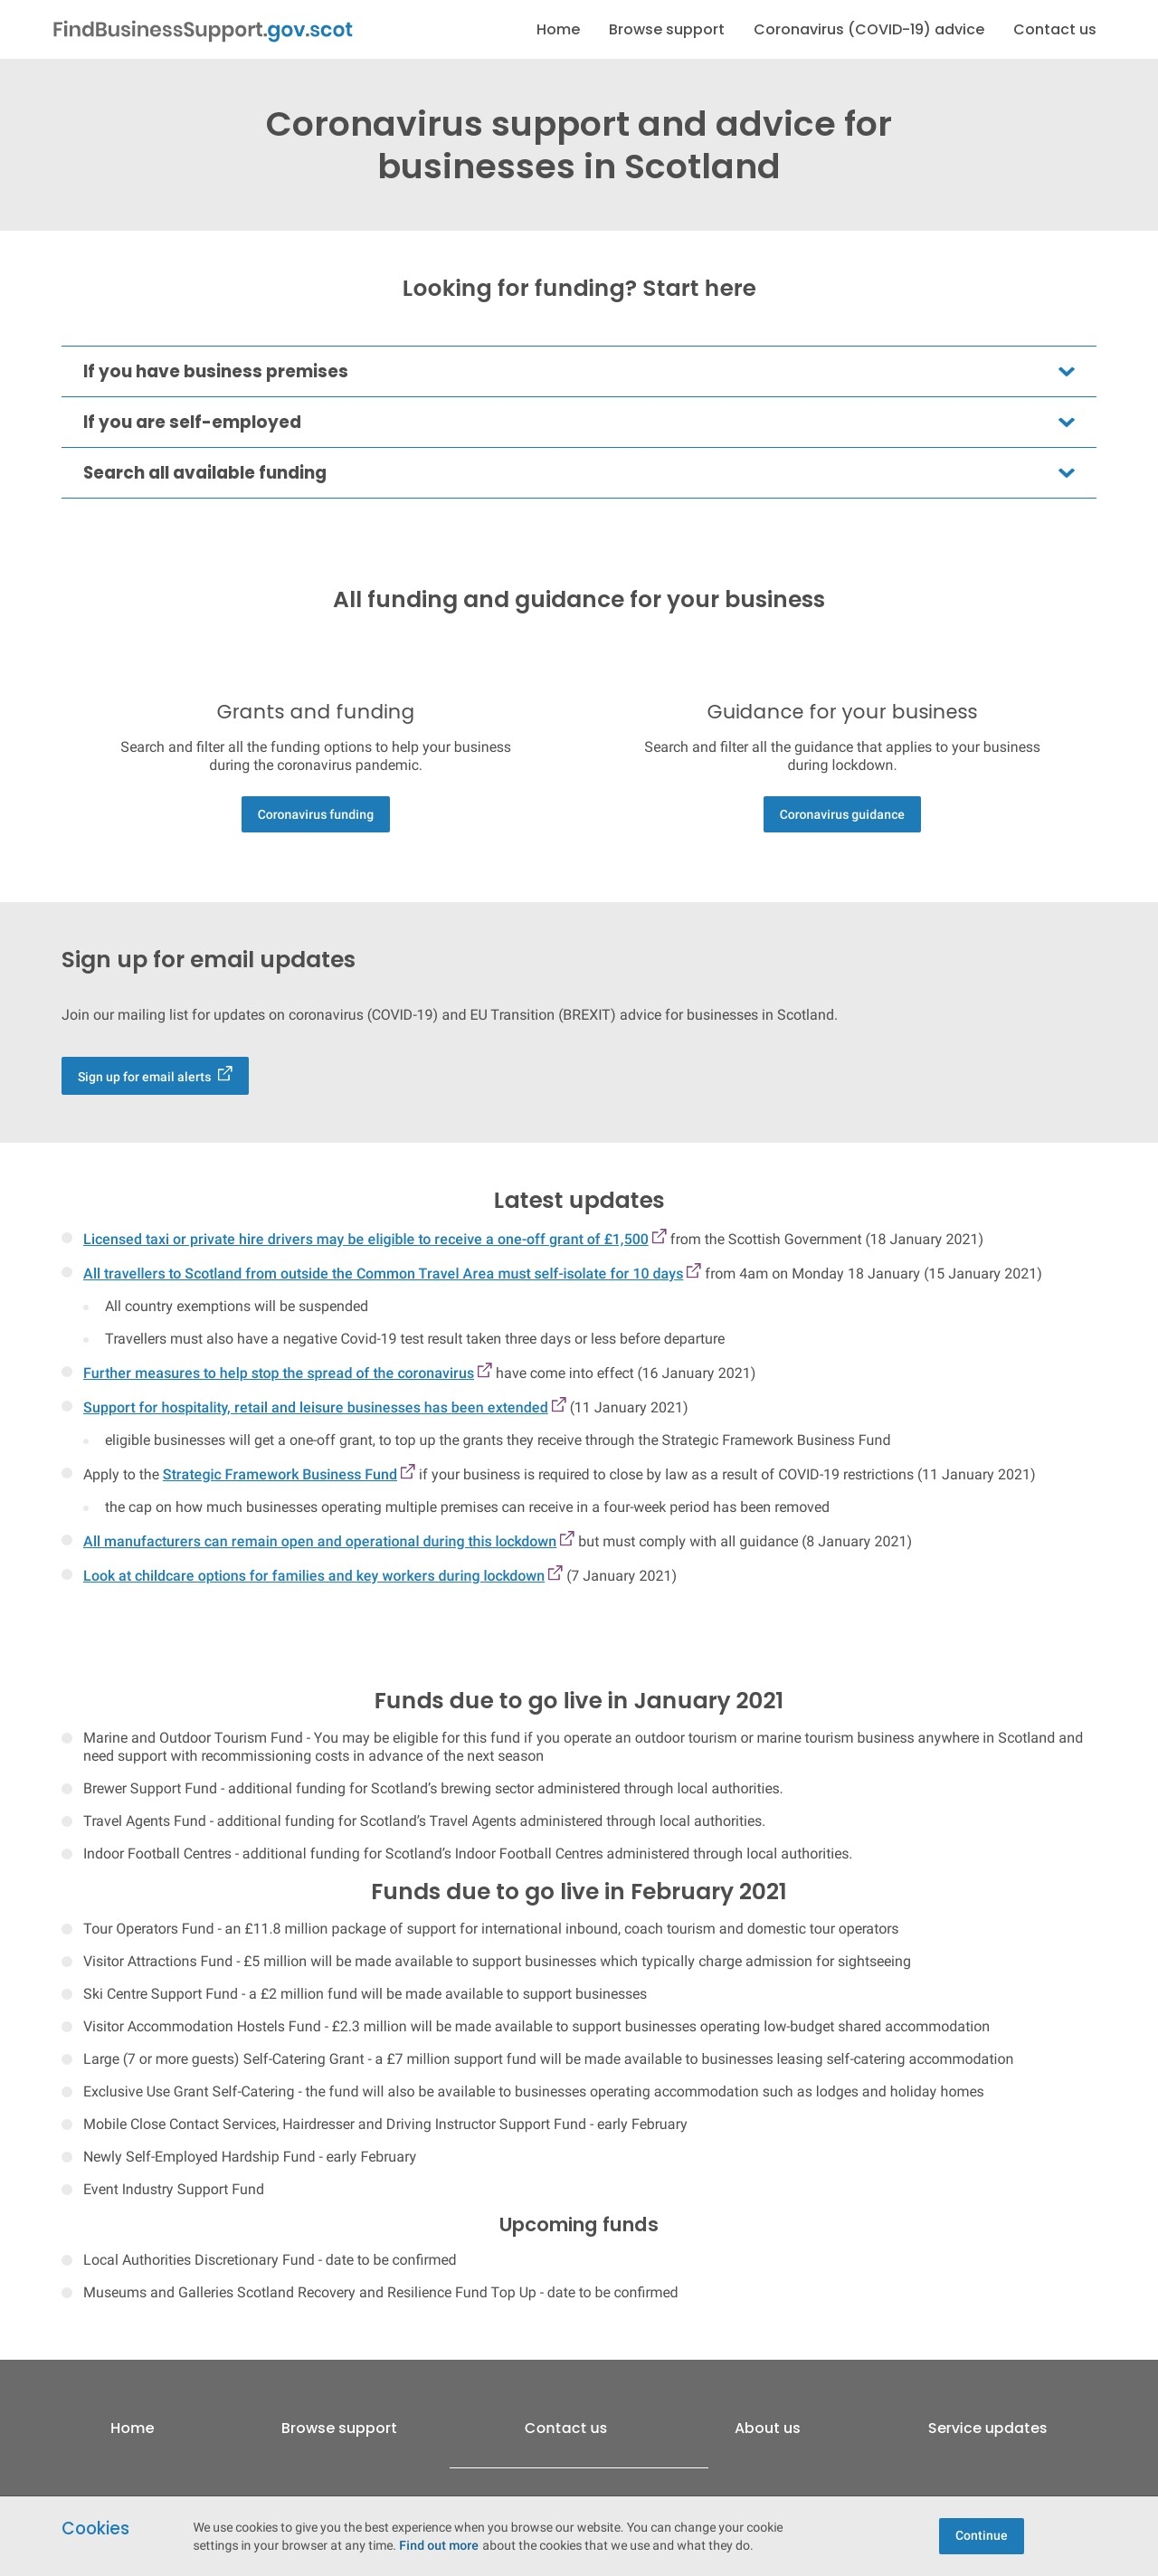 FindBusinessSupport.gov.scot
Home
Browse support
Coronavirus (COVID-19) advice
Contact us
Coronavirus support and advice for
businesses in Scotland
Looking for funding? Start here
If you have business premises
If you are self-employed
Search all available funding
All funding and guidance for your business
Grants and funding
Search and filter all the funding options to help your business
during the coronavirus pandemic.
Coronavirus funding
Guidance for your business
Search and filter all the guidance that applies to your business
during lockdown.
Coronavirus guidance
Sign up for email updates
Join our mailing list for updates on coronavirus (COVID-19) and EU Transition (BREXIT) advice for businesses in Scotland.
Sign up for email alerts
Latest updates
Licensed taxi or private hire drivers may be eligible to receive a one-off grant of £1,500 from the Scottish Government (18 January 2021)
All travellers to Scotland from outside the Common Travel Area must self-isolate for 10 days from 4am on Monday 18 January (15 January 2021)
All country exemptions will be suspended
Travellers must also have a negative Covid-19 test result taken three days or less before departure
Further measures to help stop the spread of the coronavirus have come into effect (16 January 2021)
Support for hospitality, retail and leisure businesses has been extended (11 January 2021)
eligible businesses will get a one-off grant, to top up the grants they receive through the Strategic Framework Business Fund
Apply to the Strategic Framework Business Fund if your business is required to close by law as a result of COVID-19 restrictions (11 January 2021)
the cap on how much businesses operating multiple premises can receive in a four-week period has been removed
All manufacturers can remain open and operational during this lockdown but must comply with all guidance (8 January 2021)
Look at childcare options for families and key workers during lockdown (7 January 2021)
Funds due to go live in January 2021
Marine and Outdoor Tourism Fund - You may be eligible for this fund if you operate an outdoor tourism or marine tourism business anywhere in Scotland and
need support with recommissioning costs in advance of the next season
Brewer Support Fund - additional funding for Scotland’s brewing sector administered through local authorities.
Travel Agents Fund - additional funding for Scotland’s Travel Agents administered through local authorities.
Indoor Football Centres - additional funding for Scotland’s Indoor Football Centres administered through local authorities.
Funds due to go live in February 2021
Tour Operators Fund - an £11.8 million package of support for international inbound, coach tourism and domestic tour operators
Visitor Attractions Fund - £5 million will be made available to support businesses which typically charge admission for sightseeing
Ski Centre Support Fund - a £2 million fund will be made available to support businesses
Visitor Accommodation Hostels Fund - £2.3 million will be made available to support businesses operating low-budget shared accommodation
Large (7 or more guests) Self-Catering Grant - a £7 million support fund will be made available to businesses leasing self-catering accommodation
Exclusive Use Grant Self-Catering - the fund will also be available to businesses operating accommodation such as lodges and holiday homes
Mobile Close Contact Services, Hairdresser and Driving Instructor Support Fund - early February
Newly Self-Employed Hardship Fund - early February
Event Industry Support Fund
Upcoming funds
Local Authorities Discretionary Fund - date to be confirmed
Museums and Galleries Scotland Recovery and Resilience Fund Top Up - date to be confirmed
Home
Browse support
Contact us
About us
Service updates
Cookies
We use cookies to give you the best experience when you browse our website. You can change your cookie
settings in your browser at any time. Find out more about the cookies that we use and what they do.
Continue